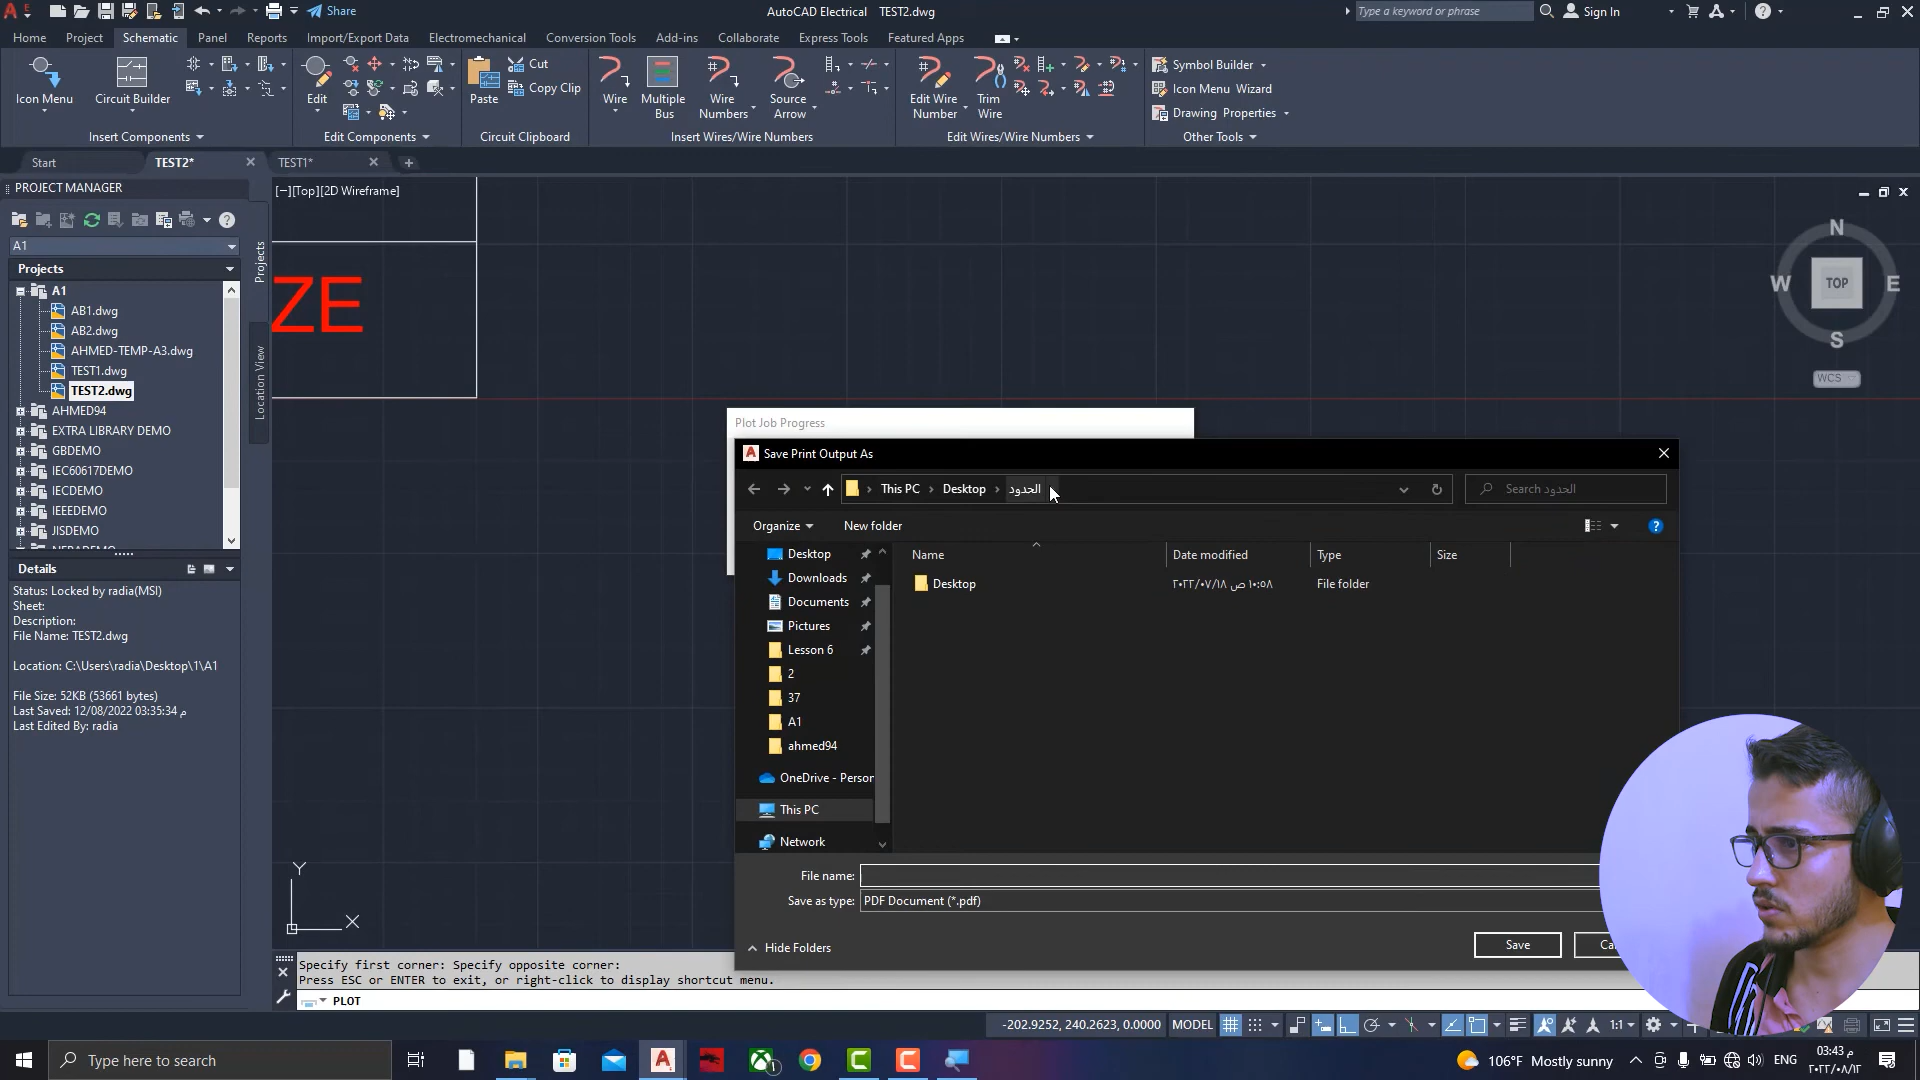 Share
AutoCAD Electrical TEST2.dwg
Type a keyword or phrase
Sign In
Home Project Schematic Panel Reports Import/Export Data Electromechanical Conversion Tools Add-ins Collaborate Express Tools Featured Apps
Icon Menu
Circuit Builder
Edit
Paste
Cut
Copy Clip
Wire
Multiple Bus
Wire Numbers
Source Arrow
Edit Wire Number
Trim Wire
Symbol Builder
Icon Menu Wizard
Drawing Properties
Insert Components
Edit Components
Circuit Clipboard
Insert Wires/Wire Numbers
Edit Wires/Wire Numbers
Other Tools
Start TEST2* TEST1*
PROJECT MANAGER
A1
Projects
A1
AB1.dwg
AB2.dwg
AHMED-TEMP-A3.dwg
TEST1.dwg
TEST2.dwg
AHMED94
EXTRA LIBRARY DEMO
GBDEMO
IEC60617DEMO
IECDEMO
IEEEDEMO
JISDEMO
Projects
Location View
Details
Status: Locked by radia(MSI)
Sheet:
Description:
File Name: TEST2.dwg
Location: C:\Users\radia\Desktop\1\A1
File Size: 52KB (53661 bytes)
Last Saved: 12/08/2022 03:35:34 م
Last Edited By: radia
[−][Top][2D Wireframe]
ZE
N
W TOP E
S
WCS
Y
X
Plot Job Progress
Save Print Output As
This PC › Desktop › الحدود
Search الحدود
Organize New folder
Desktop
Downloads
Documents
Pictures
Lesson 6
2
37
A1
ahmed94
OneDrive - Person
This PC
Network
Name Date modified Type Size
Desktop ٢٠٢٢/٠٧/١٨ ١٠:٥٨ ص File folder
File name:
Save as type: PDF Document (*.pdf)
Hide Folders
Save
Specify first corner: Specify opposite corner:
Press ESC or ENTER to exit, or right-click to display shortcut menu.
PLOT
-202.9252, 240.2623, 0.0000 MODEL
1:1
Type here to search
106°F Mostly sunny
ENG
03:43 م
٢٠٢٢/٠٨/١٢